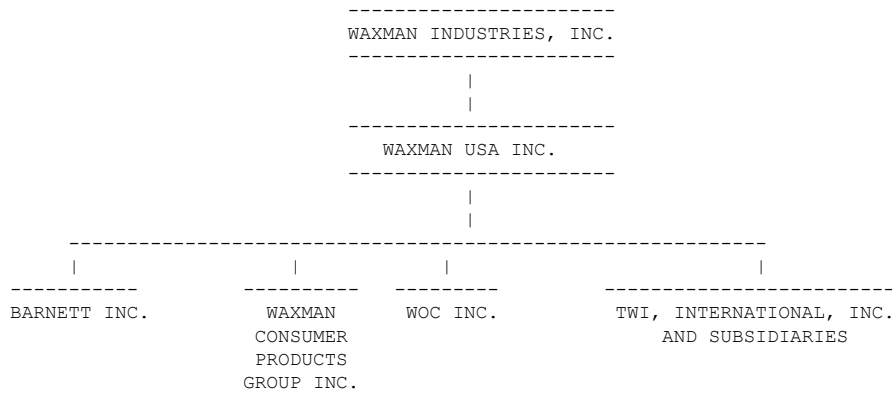 WAXMAN INDUSTRIES, INC.
WAXMAN USA INC.
BARNETT INC.
WAXMAN
CONSUMER
PRODUCTS
GROUP INC.
WOC INC.
TWI, INTERNATIONAL, INC.
AND SUBSIDIARIES